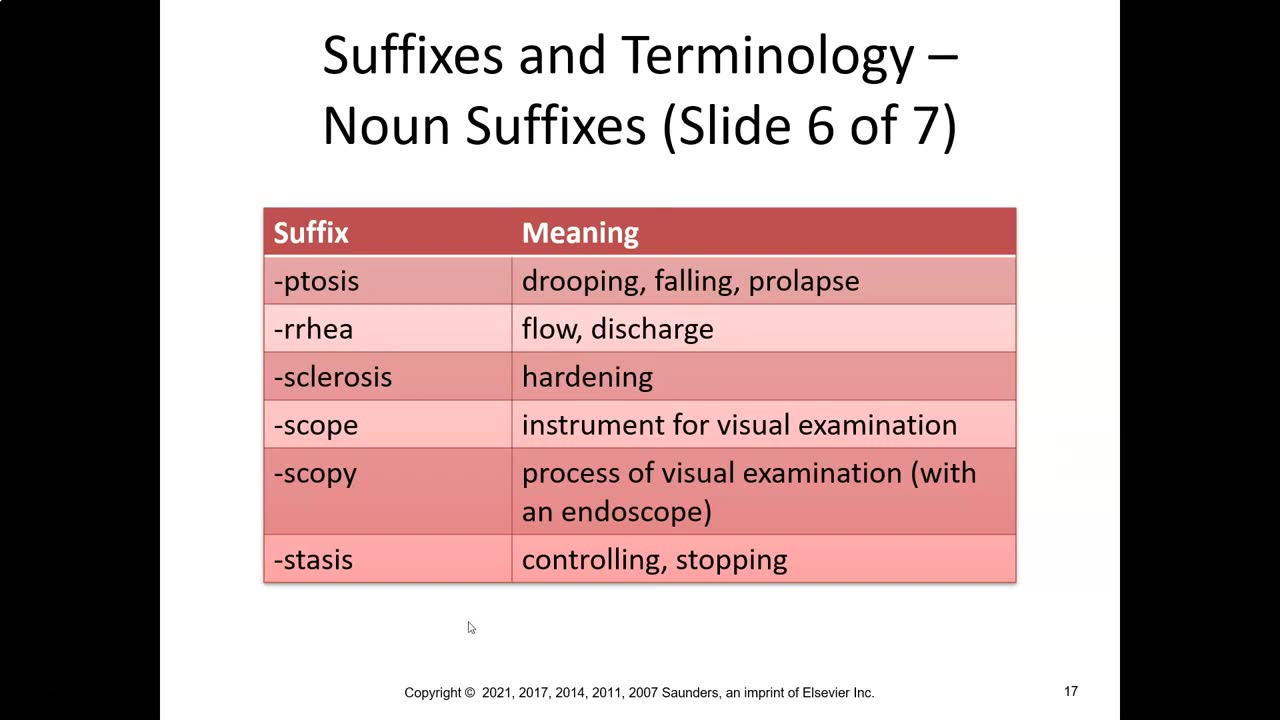 Suffixes and Terminology –
Noun Suffixes (Slide 6 of 7)
Suffix Meaning
-ptosis drooping, falling, prolapse
-rrhea flow, discharge
-sclerosis hardening
-scope instrument for visual examination
-scopy process of visual examination (with
an endoscope)
-stasis controlling, stopping
Copyright © 2021, 2017, 2014, 2011, 2007 Saunders, an imprint of Elsevier Inc.
17